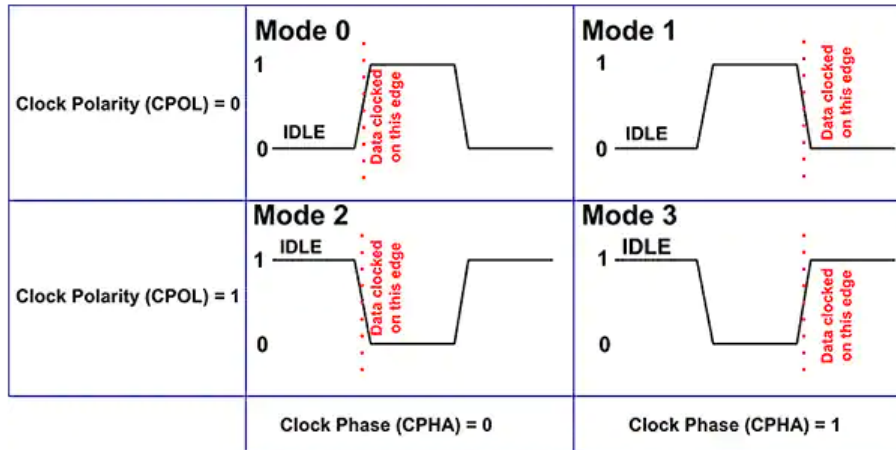 Mode 0
1
Clock Polarity (CPOL) = 0
IDLE
0
Data clocked
on this edge
Mode 1
1
IDLE
0
Data clocked
on this edge
Mode 2
IDLE
1
Clock Polarity (CPOL) = 1
0
Data clocked
on this edge
Mode 3
IDLE
1
0
Data clocked
on this edge
Clock Phase (CPHA) = 0
Clock Phase (CPHA) = 1